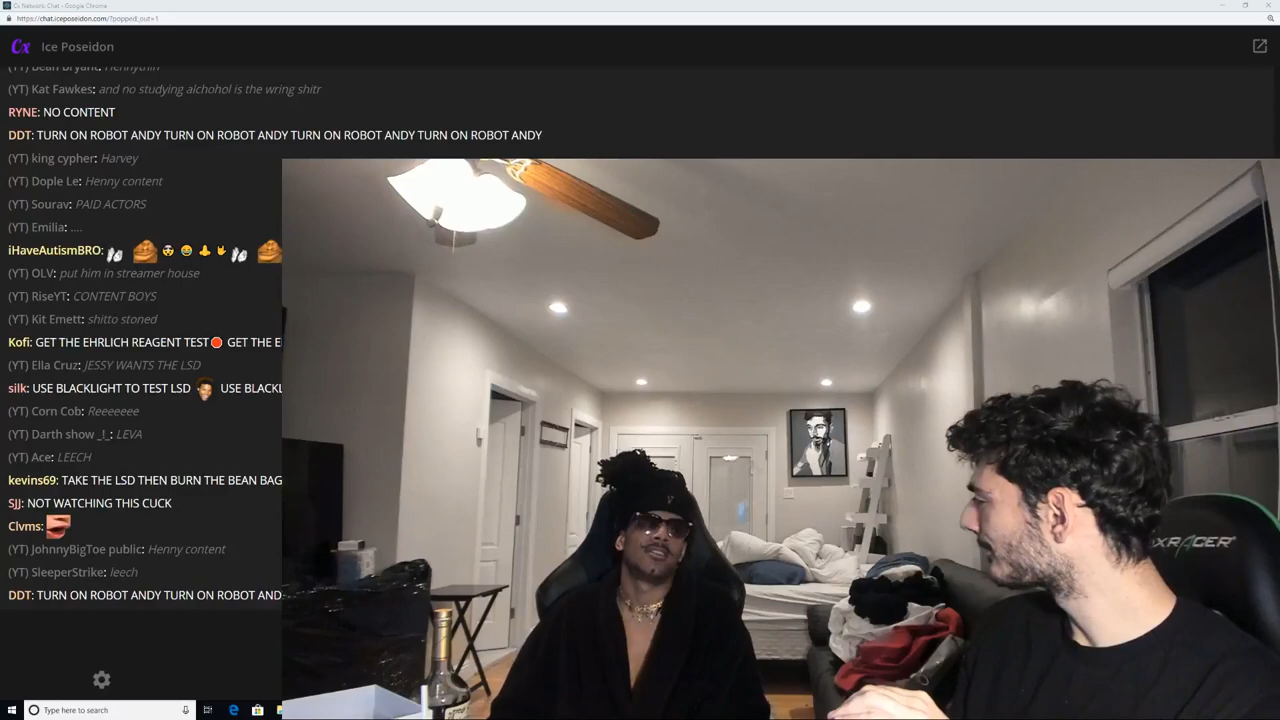 Cx Network: Chat - Google Chrome
https://chat.iceposeidon.com/?popped_out=1
Cx Ice Poseidon
(YT) Bean Bryant: Hennythin
(YT) Kat Fawkes: and no studying alchohol is the wring shitr
RYNE: NO CONTENT
DDT: TURN ON ROBOT ANDY TURN ON ROBOT ANDY TURN ON ROBOT ANDY TURN ON ROBOT ANDY
(YT) king cypher: Harvey
(YT) Dople Le: Henny content
(YT) Sourav: PAID ACTORS
(YT) Emilia: ....
iHaveAutismBRO:
(YT) OLV: put him in streamer house
(YT) RiseYT: CONTENT BOYS
(YT) Kit Emett: shitto stoned
Kofi: GET THE EHRLICH REAGENT TEST GET THE E
(YT) Ella Cruz: JESSY WANTS THE LSD
silk: USE BLACKLIGHT TO TEST LSD USE BLACKL
(YT) Corn Cob: Reeeeeee
(YT) Darth show _!_: LEVA
(YT) Ace: LEECH
kevins69: TAKE THE LSD THEN BURN THE BEAN BAG
SJJ: NOT WATCHING THIS CUCK
Clvms:
(YT) JohnnyBigToe public: Henny content
(YT) SleeperStrike: leech
DDT: TURN ON ROBOT ANDY TURN ON ROBOT AND
Type here to search
XRACER